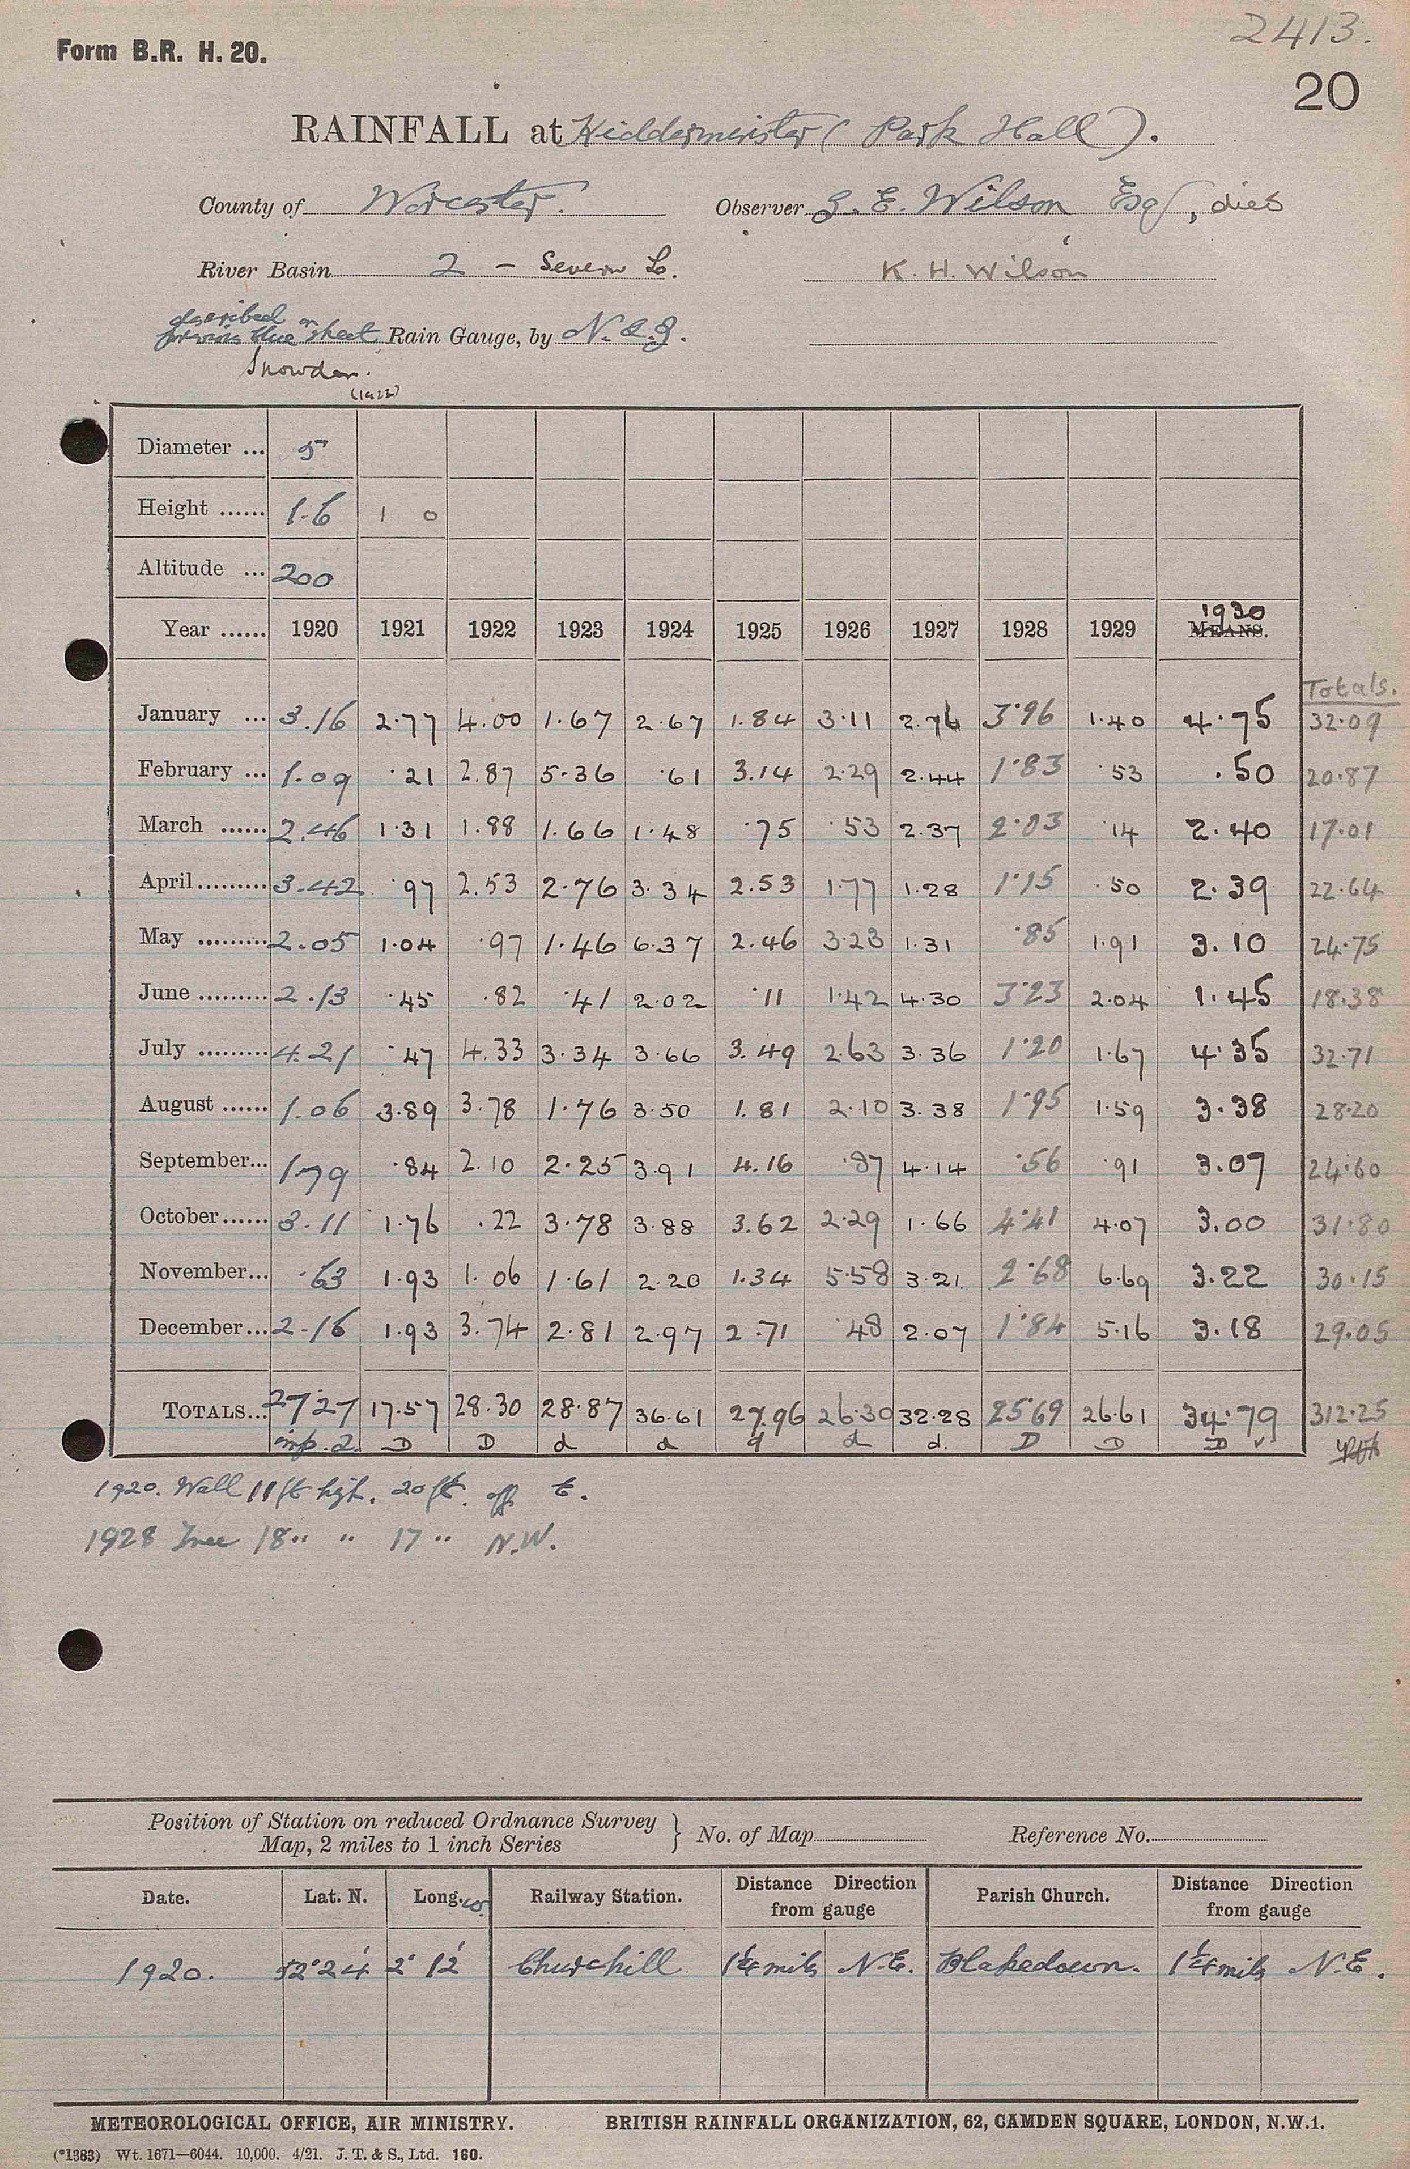 2413.
Form B.R. H. 20.
20
RAINFALL at Kidderminster ( Park Hall ).
County of Worcester. Observer G. E. Wilson Esq, died
River Basin 2 - Severn L. K. H. Wilson
described on
previous blue sheet, Rain Gauge, by N. & Z.
Snowdon.
(1922)
Diameter ... 5
Height ...... 1.6 1 0
Altitude ... 200
1930
Year ...... 1920 1921 1922 1923 1924 1925 1926 1927 1928 1929 MEANS.
Totals.
January ... 3.16 2.77 4.00 1.67 2.67 1.84 3.11 2.76 3.96 1.40 4.75 32.09
February ... 1.09 .21 2.87 5.36 .61 3.14 2.29 2.44 1.83 .53 .50 20.87
March ...... 2.46 1.31 1.88 1.66 1.48 .75 .53 2.37 2.03 .14 2.40 17.01
April ......... 3.42 .97 2.53 2.76 3.34 2.53 1.77 1.28 1.15 .50 2.39 22.64
May ......... 2.05 1.04 .97 1.46 6.37 2.46 3.23 1.31 .85 1.91 3.10 24.75
June ......... 2.13 .45 .82 .41 2.02 .11 1.42 4.30 3.23 2.04 1.45 18.38
July ......... 4.21 .47 4.33 3.34 3.66 3.49 2.63 3.36 1.20 1.67 4.35 32.71
August ...... 1.06 3.89 3.78 1.76 3.50 1.81 2.10 3.38 1.95 1.59 3.38 28.20
September... 1.79 .84 2.10 2.25 3.91 4.16 .87 4.14 .56 .91 3.07 24.60
October...... 3.11 1.76 .22 3.78 3.88 3.62 2.29 1.66 4.41 4.07 3.00 31.80
November... .63 1.93 1.06 1.61 2.20 1.34 5.58 3.21 2.68 6.69 3.22 30.15
December... 2.16 1.93 3.74 2.81 2.97 2.71 .48 2.07 1.84 5.16 3.18 29.05
TOTALS... 27.27 17.57 28.30 28.87 36.61 27.96 26.30 32.28 25.69 26.61 34.79 312.25
imp. 2. D D d d d d. D D D v
1920. Wall 11 ft high, 20 ft. off E.
1928 Tree 18 " " 17 " N.W.
Position of Station on reduced Ordnance Survey
Map, 2 miles to 1 inch Series } No. of Map Reference No.
Date. Lat. N. Long. W. Railway Station. Distance Direction from gauge Parish Church. Distance Direction from gauge
1920. 52° 24' 2° 12' Churchill 1¼ mils N.E. Blakedown. 1¼ mils N.E.
METEOROLOGICAL OFFICE, AIR MINISTRY. BRITISH RAINFALL ORGANIZATION, 62, CAMDEN SQUARE, LONDON, N.W.1.
(*1383) Wt. 1671—6044. 10,000. 4/21. J. T. & S., Ltd. 160.